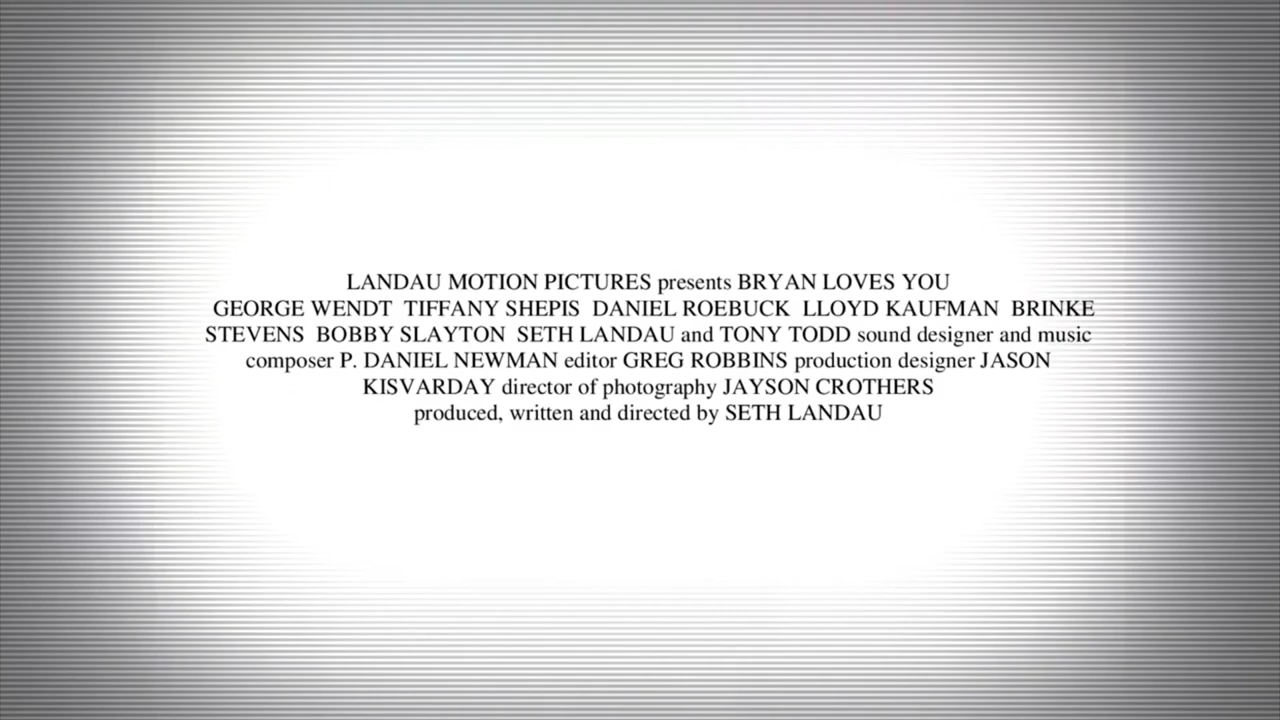 LANDAU MOTION PICTURES presents BRYAN LOVES YOU
GEORGE WENDT  TIFFANY SHEPIS  DANIEL ROEBUCK  LLOYD KAUFMAN  BRINKE
STEVENS  BOBBY SLAYTON  SETH LANDAU and TONY TODD sound designer and music
composer P. DANIEL NEWMAN editor GREG ROBBINS production designer JASON
KISVARDAY director of photography JAYSON CROTHERS
produced, written and directed by SETH LANDAU